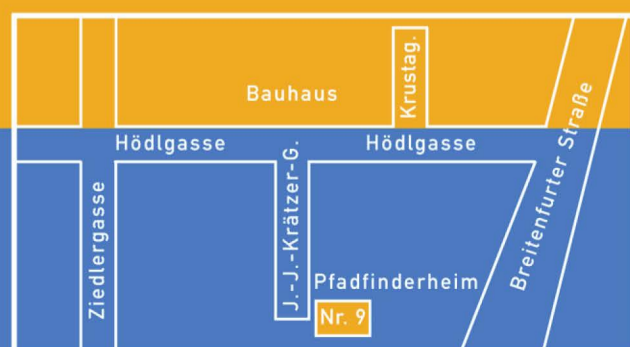 Krustag.
Bauhaus
Hödlgasse
Hödlgasse
Breitenfurter Straße
Ziedlergasse
J.-J.-Krätzer-G.
Pfadfinderheim
Nr. 9